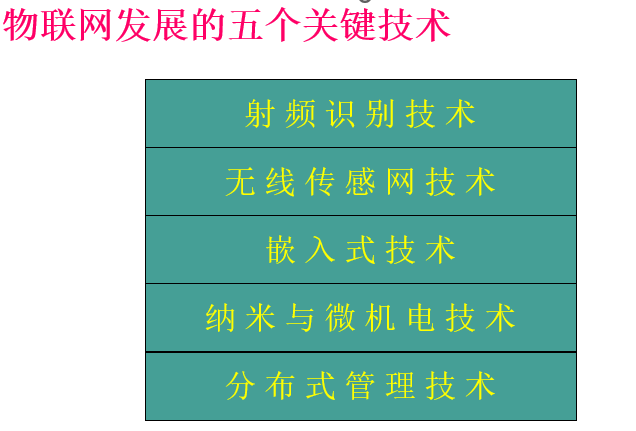 物联网发展的五个关键技术
射频识别技术
无线传感网技术
嵌入式技术
纳米与微机电技术
分布式管理技术